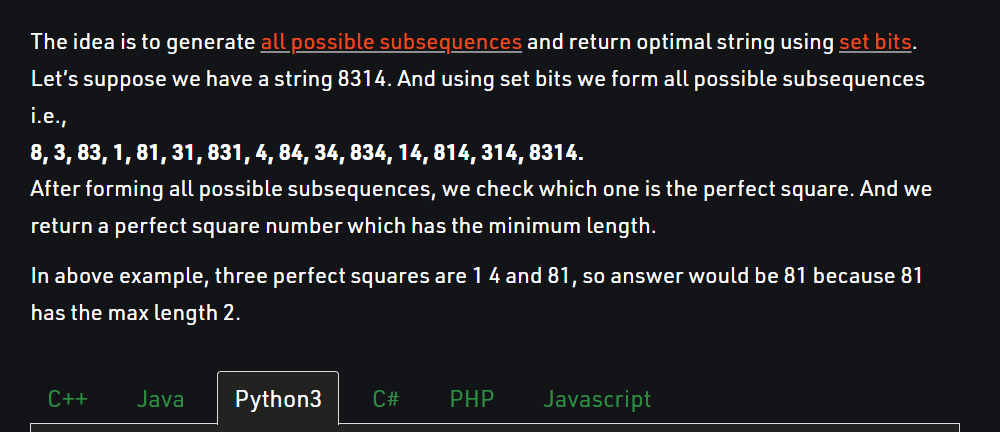 The idea is to generate all possible subsequences and return optimal string using set bits.
Let's suppose we have a string 8314. And using set bits we form all possible subsequences
i.e.,
8, 3, 83, 1, 81, 31, 831, 4, 84, 34, 834, 14, 814, 314, 8314.
After forming all possible subsequences, we check which one is the perfect square. And we
return a perfect square number which has the minimum length.
In above example, three perfect squares are 1 4 and 81, so answer would be 81 because 81
has the max length 2.
C++ Java Python3 C# PHP Javascript